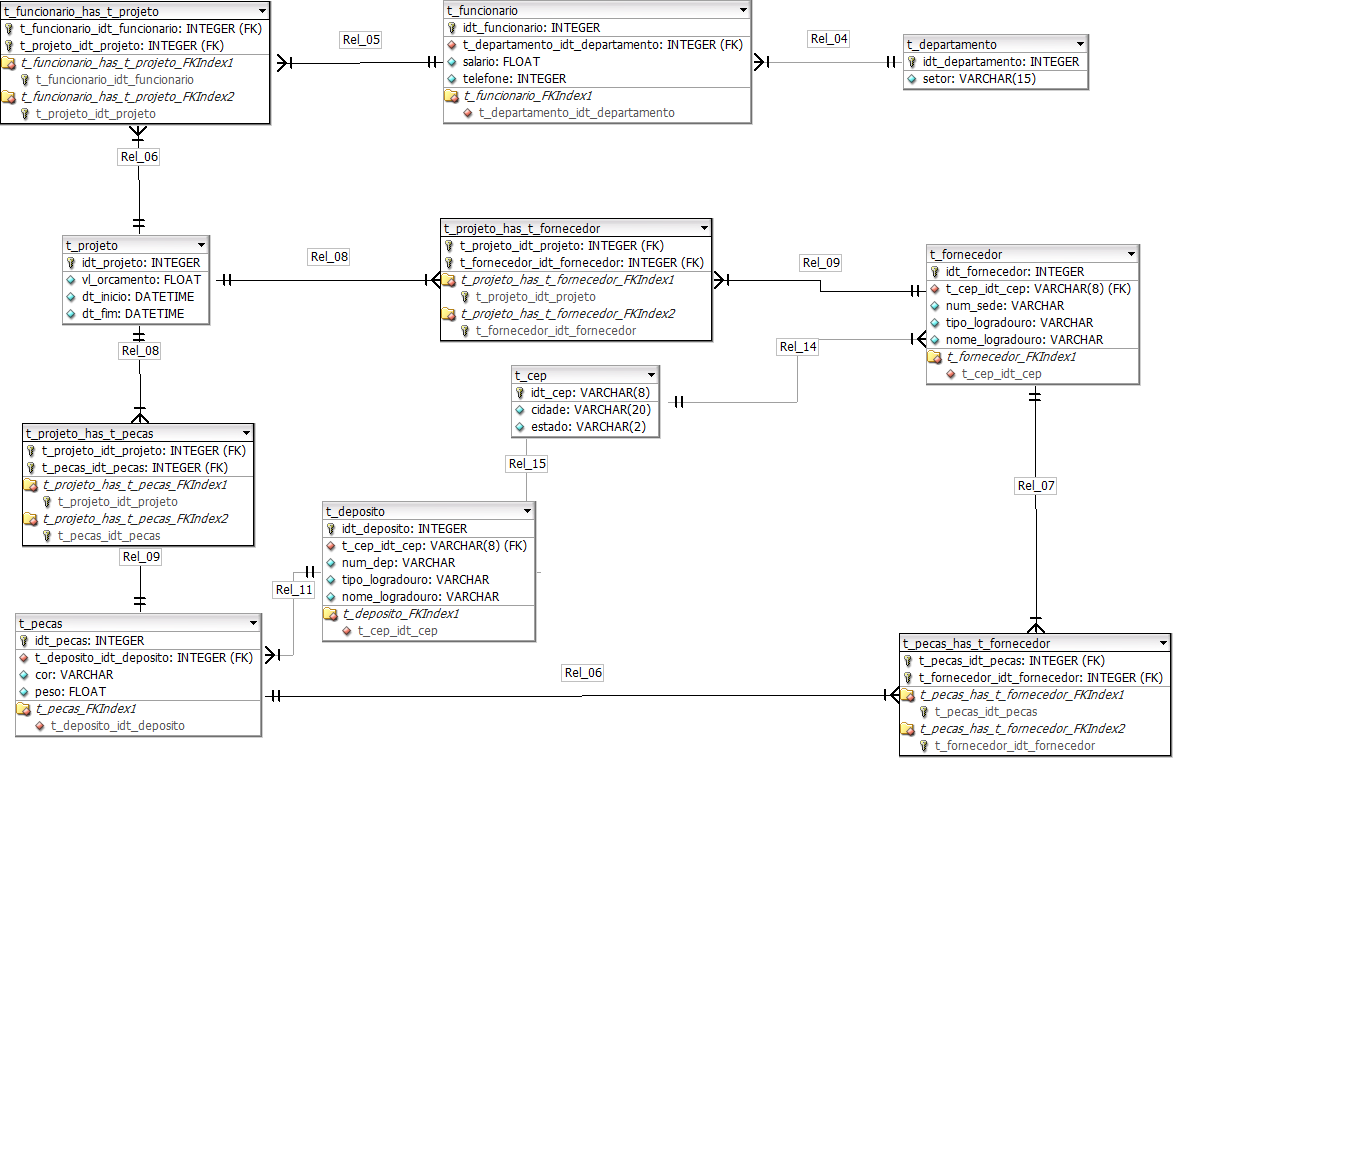 t_funcionario_has_t_projeto
t_funcionario_idt_funcionario: INTEGER (FK)
t_projeto_idt_projeto: INTEGER (FK)
t_funcionario_has_t_projeto_FKIndex1
t_funcionario_idt_funcionario
t_funcionario_has_t_projeto_FKIndex2
t_projeto_idt_projeto
Rel_05
t_funcionario
idt_funcionario: INTEGER
t_departamento_idt_departamento: INTEGER (FK)
salario: FLOAT
telefone: INTEGER
t_funcionario_FKIndex1
t_departamento_idt_departamento
Rel_04
t_departamento
idt_departamento: INTEGER
setor: VARCHAR(15)
Rel_06
t_projeto
idt_projeto: INTEGER
vl_orcamento: FLOAT
dt_inicio: DATETIME
dt_fim: DATETIME
Rel_08
t_projeto_has_t_fornecedor
t_projeto_idt_projeto: INTEGER (FK)
t_fornecedor_idt_fornecedor: INTEGER (FK)
t_projeto_has_t_fornecedor_FKIndex1
t_projeto_idt_projeto
t_projeto_has_t_fornecedor_FKIndex2
t_fornecedor_idt_fornecedor
Rel_09
t_fornecedor
idt_fornecedor: INTEGER
t_cep_idt_cep: VARCHAR(8) (FK)
num_sede: VARCHAR
tipo_logradouro: VARCHAR
nome_logradouro: VARCHAR
t_fornecedor_FKIndex1
t_cep_idt_cep
Rel_08
Rel_14
t_cep
idt_cep: VARCHAR(8)
cidade: VARCHAR(20)
estado: VARCHAR(2)
t_projeto_has_t_pecas
t_projeto_idt_projeto: INTEGER (FK)
t_pecas_idt_pecas: INTEGER (FK)
t_projeto_has_t_pecas_FKIndex1
t_projeto_idt_projeto
t_projeto_has_t_pecas_FKIndex2
t_pecas_idt_pecas
Rel_15
Rel_07
t_deposito
idt_deposito: INTEGER
t_cep_idt_cep: VARCHAR(8) (FK)
num_dep: VARCHAR
tipo_logradouro: VARCHAR
nome_logradouro: VARCHAR
t_deposito_FKIndex1
t_cep_idt_cep
Rel_09
Rel_11
t_pecas
idt_pecas: INTEGER
t_deposito_idt_deposito: INTEGER (FK)
cor: VARCHAR
peso: FLOAT
t_pecas_FKIndex1
t_deposito_idt_deposito
Rel_06
t_pecas_has_t_fornecedor
t_pecas_idt_pecas: INTEGER (FK)
t_fornecedor_idt_fornecedor: INTEGER (FK)
t_pecas_has_t_fornecedor_FKIndex1
t_pecas_idt_pecas
t_pecas_has_t_fornecedor_FKIndex2
t_fornecedor_idt_fornecedor